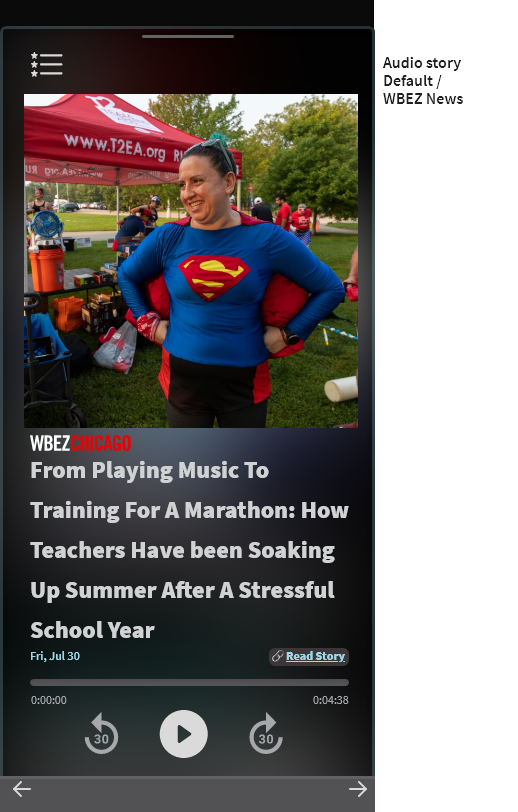 Audio story
Default /
WBEZ News
www.T2EA.org RU
WBEZCHICAGO
From Playing Music To
Training For A Marathon: How
Teachers Have been Soaking
Up Summer After A Stressful
School Year
Fri, Jul 30
Read Story
0:00:00
0:04:38
30
30